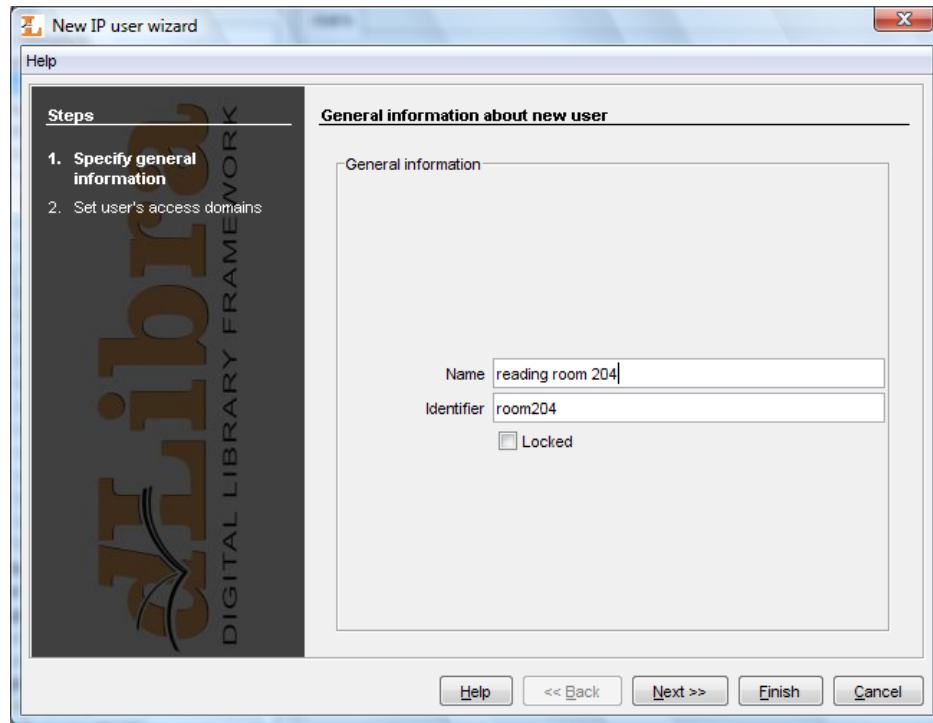 New IP user wizard
Help
Steps
1. Specify general
information
2. Set user's access domains
dLibra
DIGITAL LIBRARY FRAMEWORK
General information about new user
General information
Name reading room 204
Identifier room204
Locked
Help << Back Next >> Finish Cancel